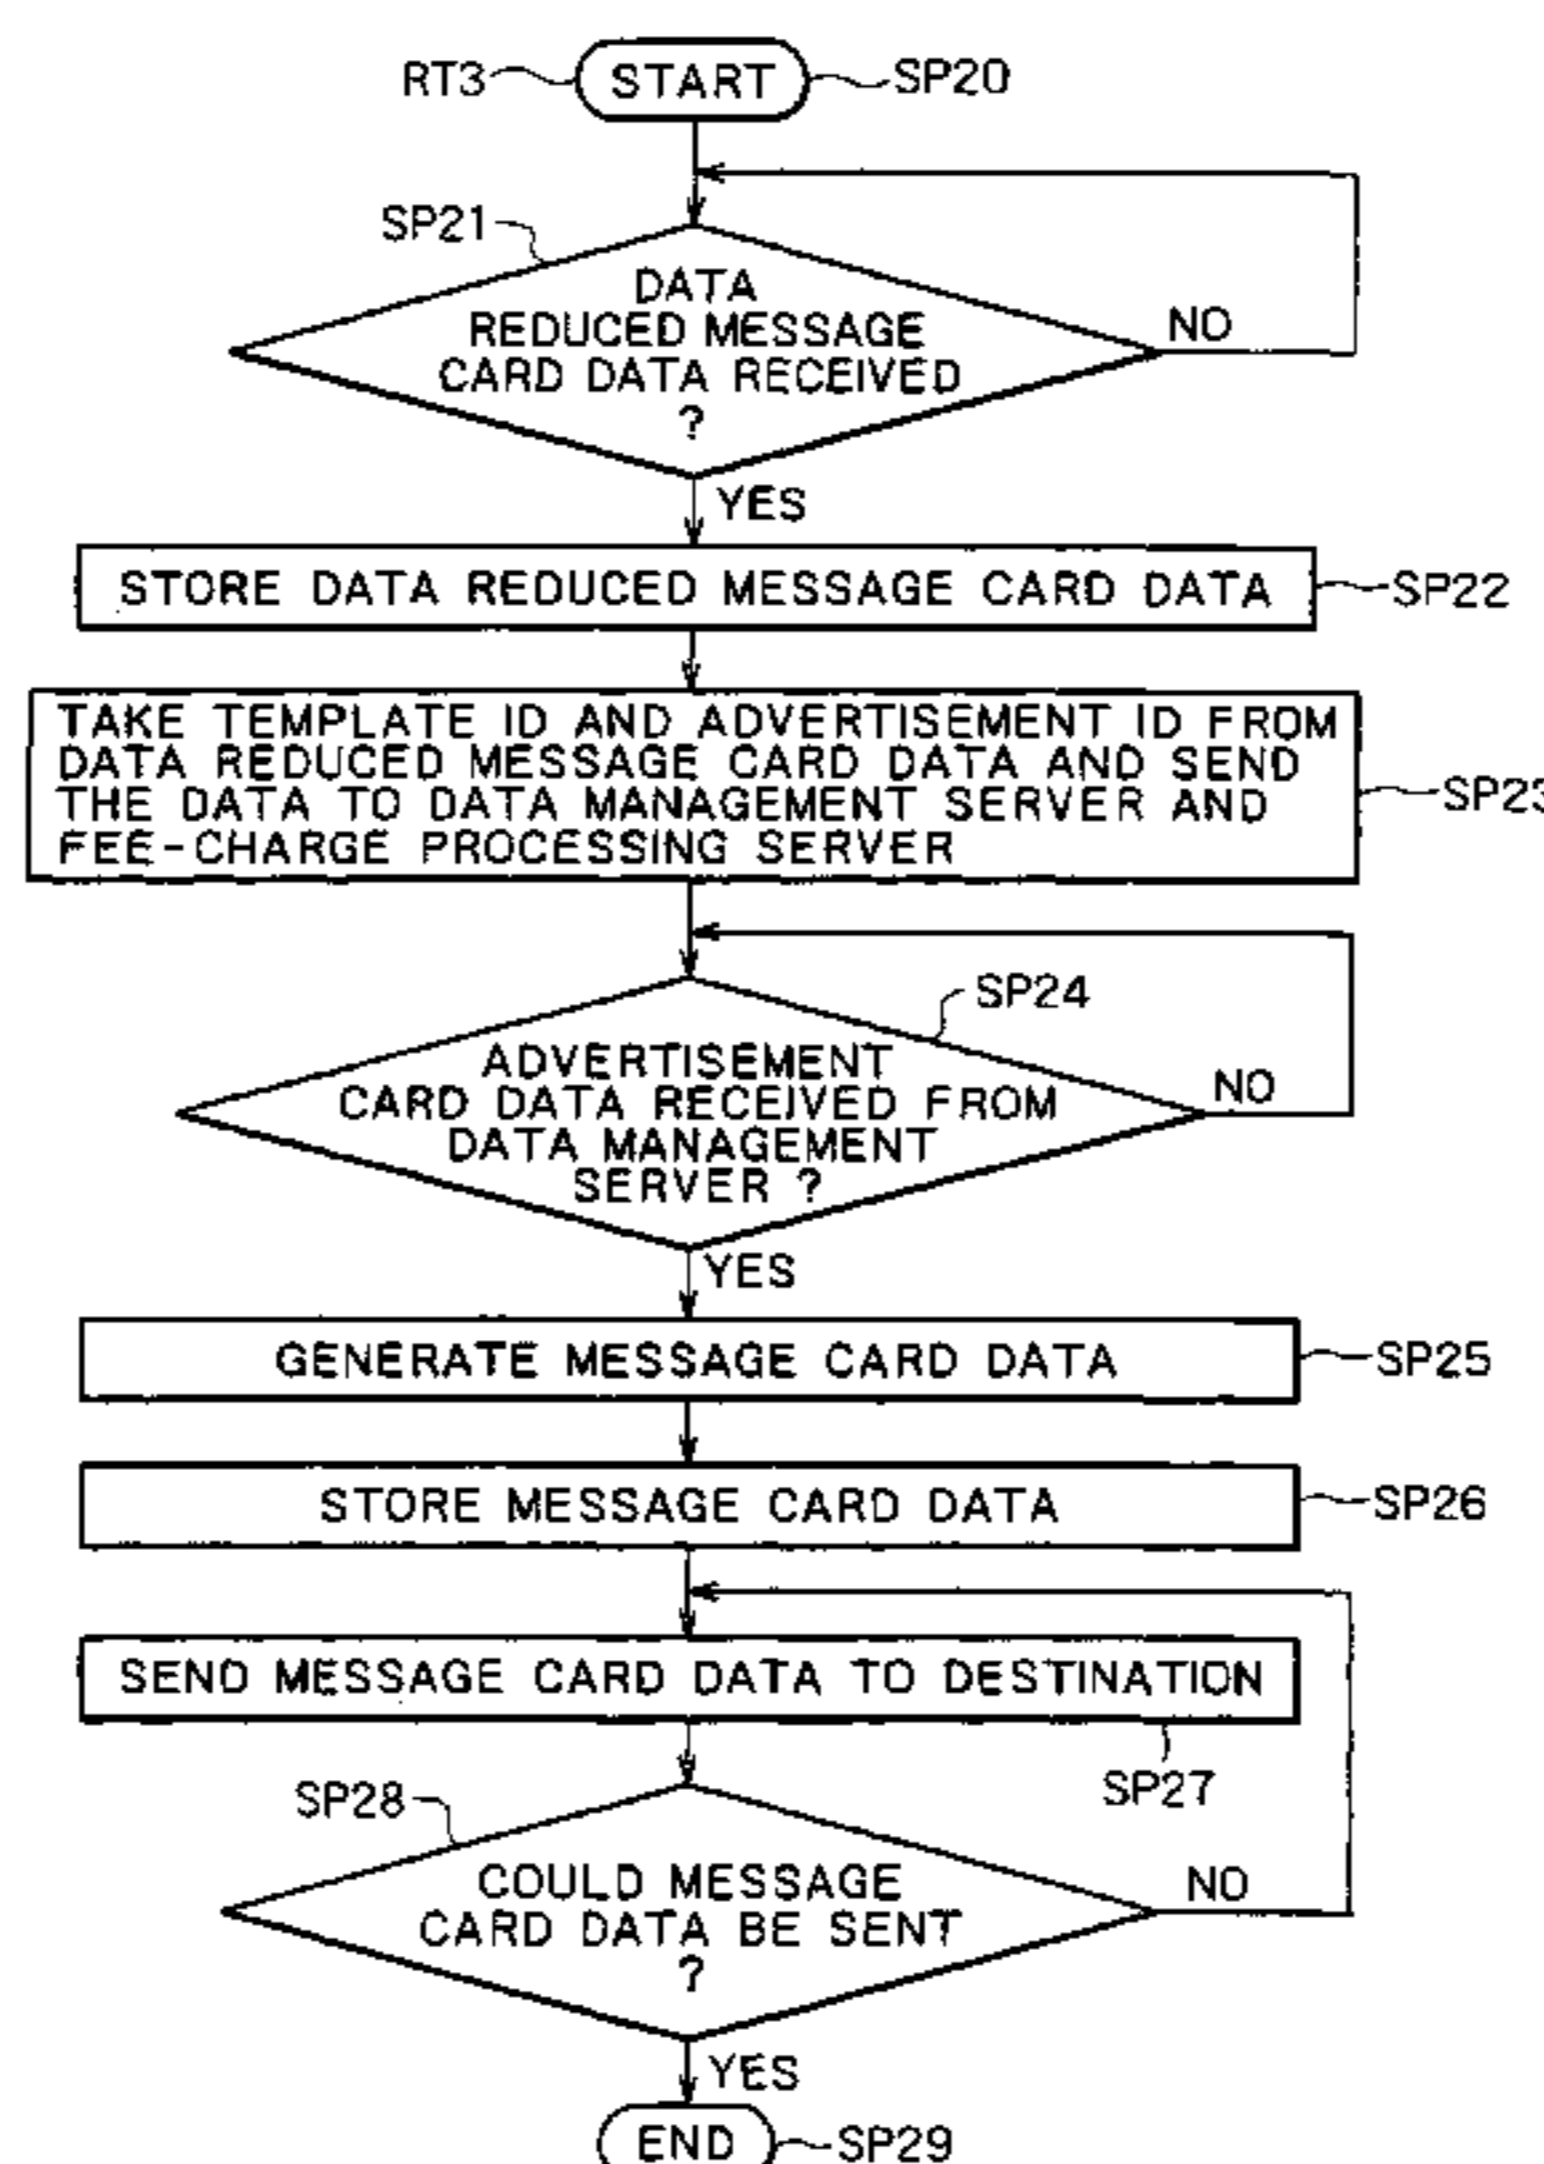 RT3 START SP20
SP21
DATA
REDUCED MESSAGE
CARD DATA RECEIVED
?
NO
YES
STORE DATA REDUCED MESSAGE CARD DATA SP22
TAKE TEMPLATE ID AND ADVERTISEMENT ID FROM
DATA REDUCED MESSAGE CARD DATA AND SEND
THE DATA TO DATA MANAGEMENT SERVER AND
FEE-CHARGE PROCESSING SERVER
SP23
SP24
ADVERTISEMENT
CARD DATA RECEIVED FROM
DATA MANAGEMENT
SERVER ?
NO
YES
GENERATE MESSAGE CARD DATA SP25
STORE MESSAGE CARD DATA SP26
SEND MESSAGE CARD DATA TO DESTINATION
SP27
SP28
COULD MESSAGE
CARD DATA BE SENT
?
NO
YES
END SP29